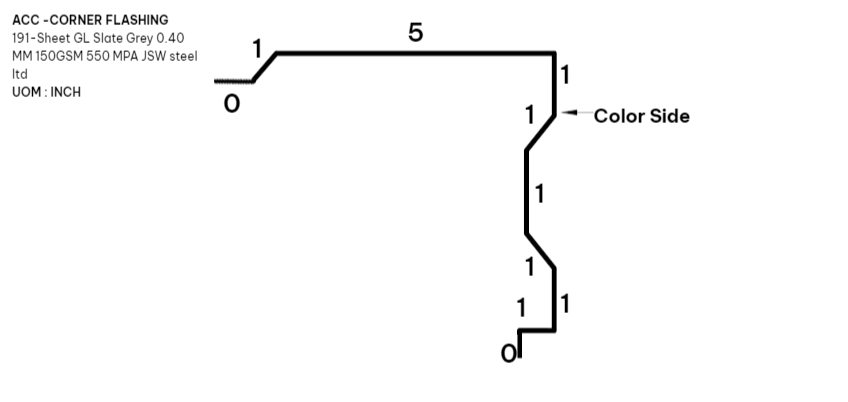 ACC -CORNER FLASHING
191-Sheet GL Slate Grey 0.40
MM 150GSM 550 MPA JSW steel
ltd
UOM : INCH
5
1
1
0
1
Color Side
1
1
1
1
0